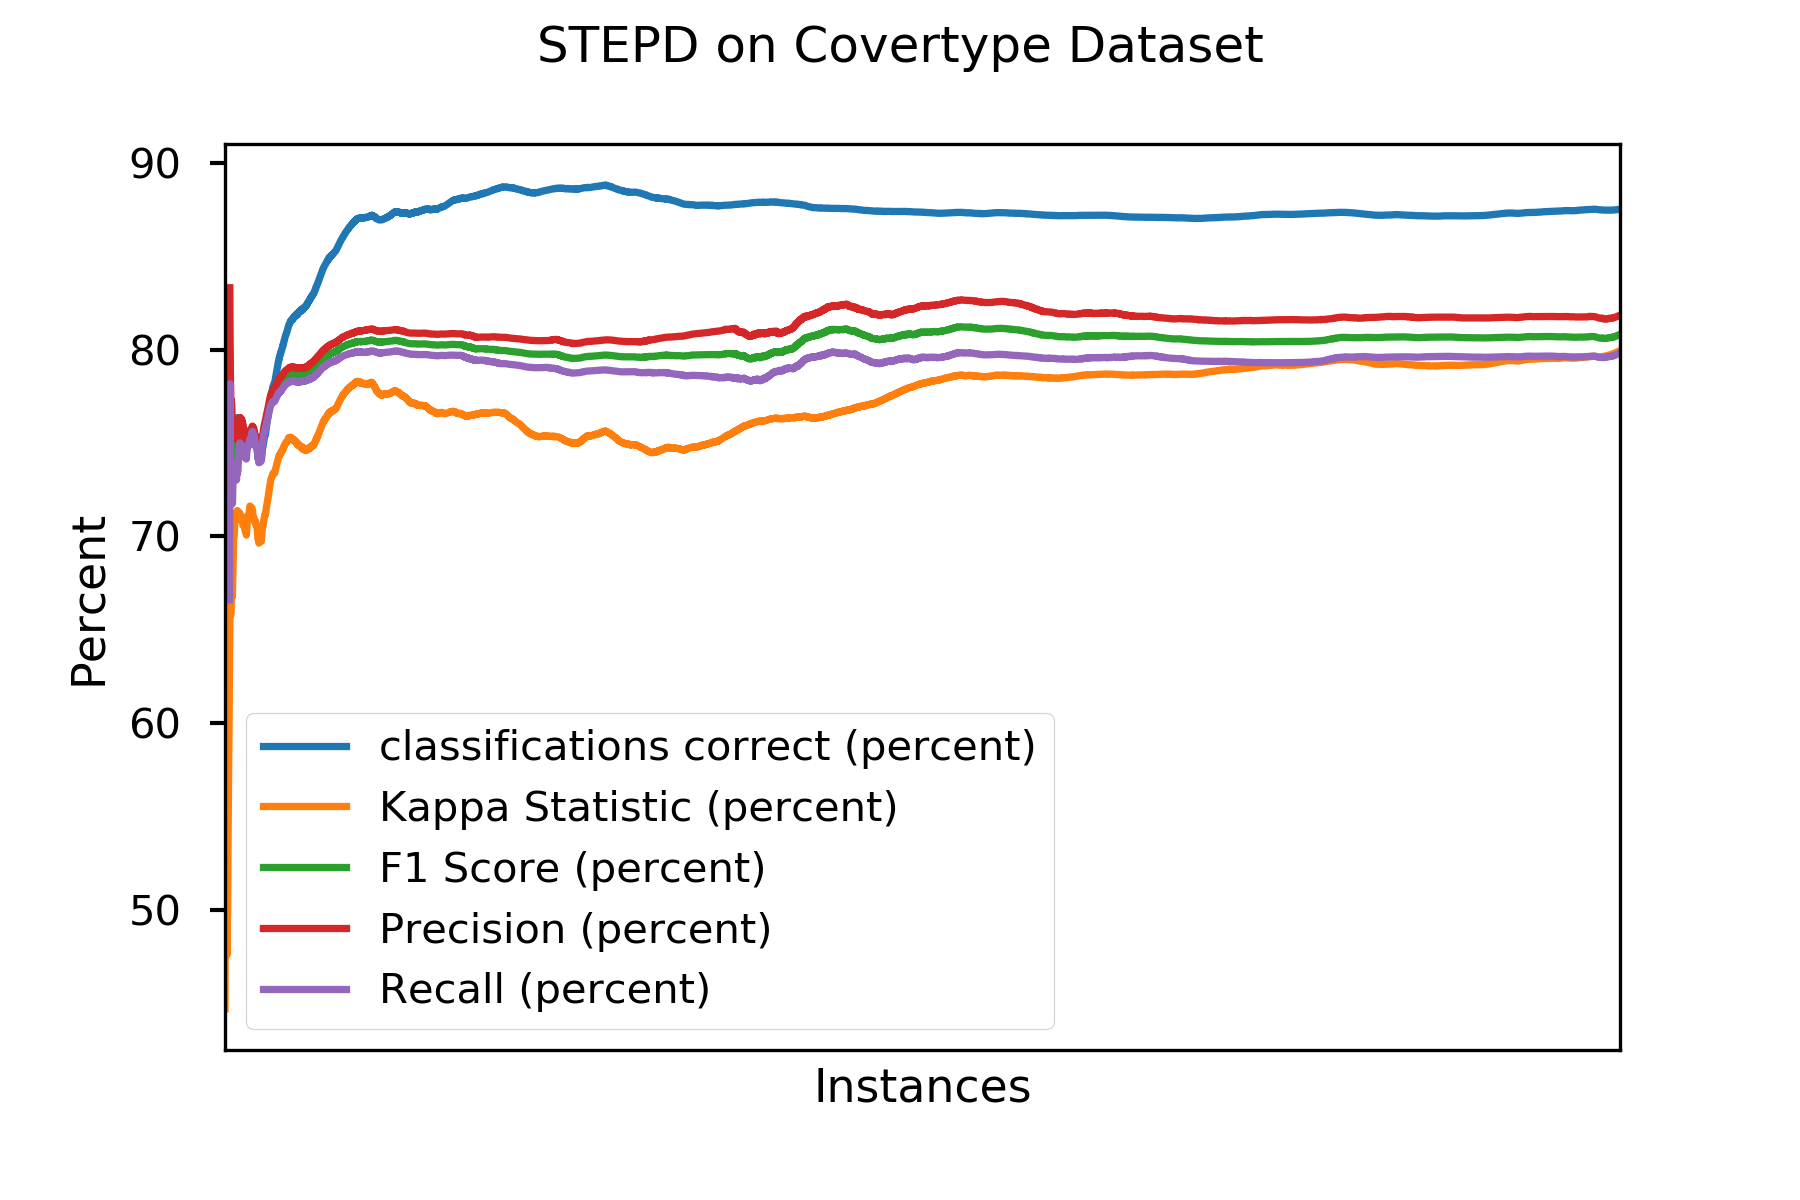 STEPD on Covertype Dataset
90
80
70
60
50
Percent
classifications correct (percent)
Kappa Statistic (percent)
F1 Score (percent)
Precision (percent)
Recall (percent)
Instances